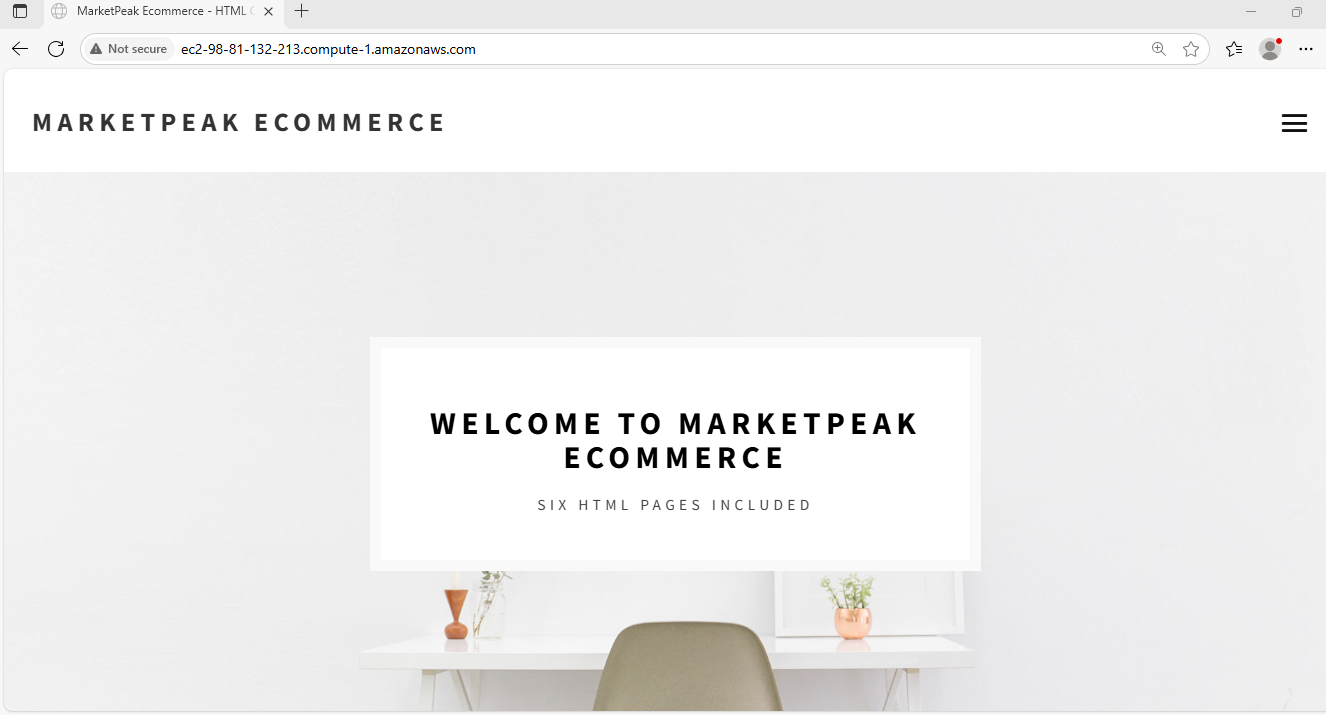 MarketPeak Ecommerce - HTML
Not secure
ec2-98-81-132-213.compute-1.amazonaws.com
MARKETPEAK ECOMMERCE
WELCOME TO MARKETPEAK
ECOMMERCE
SIX HTML PAGES INCLUDED